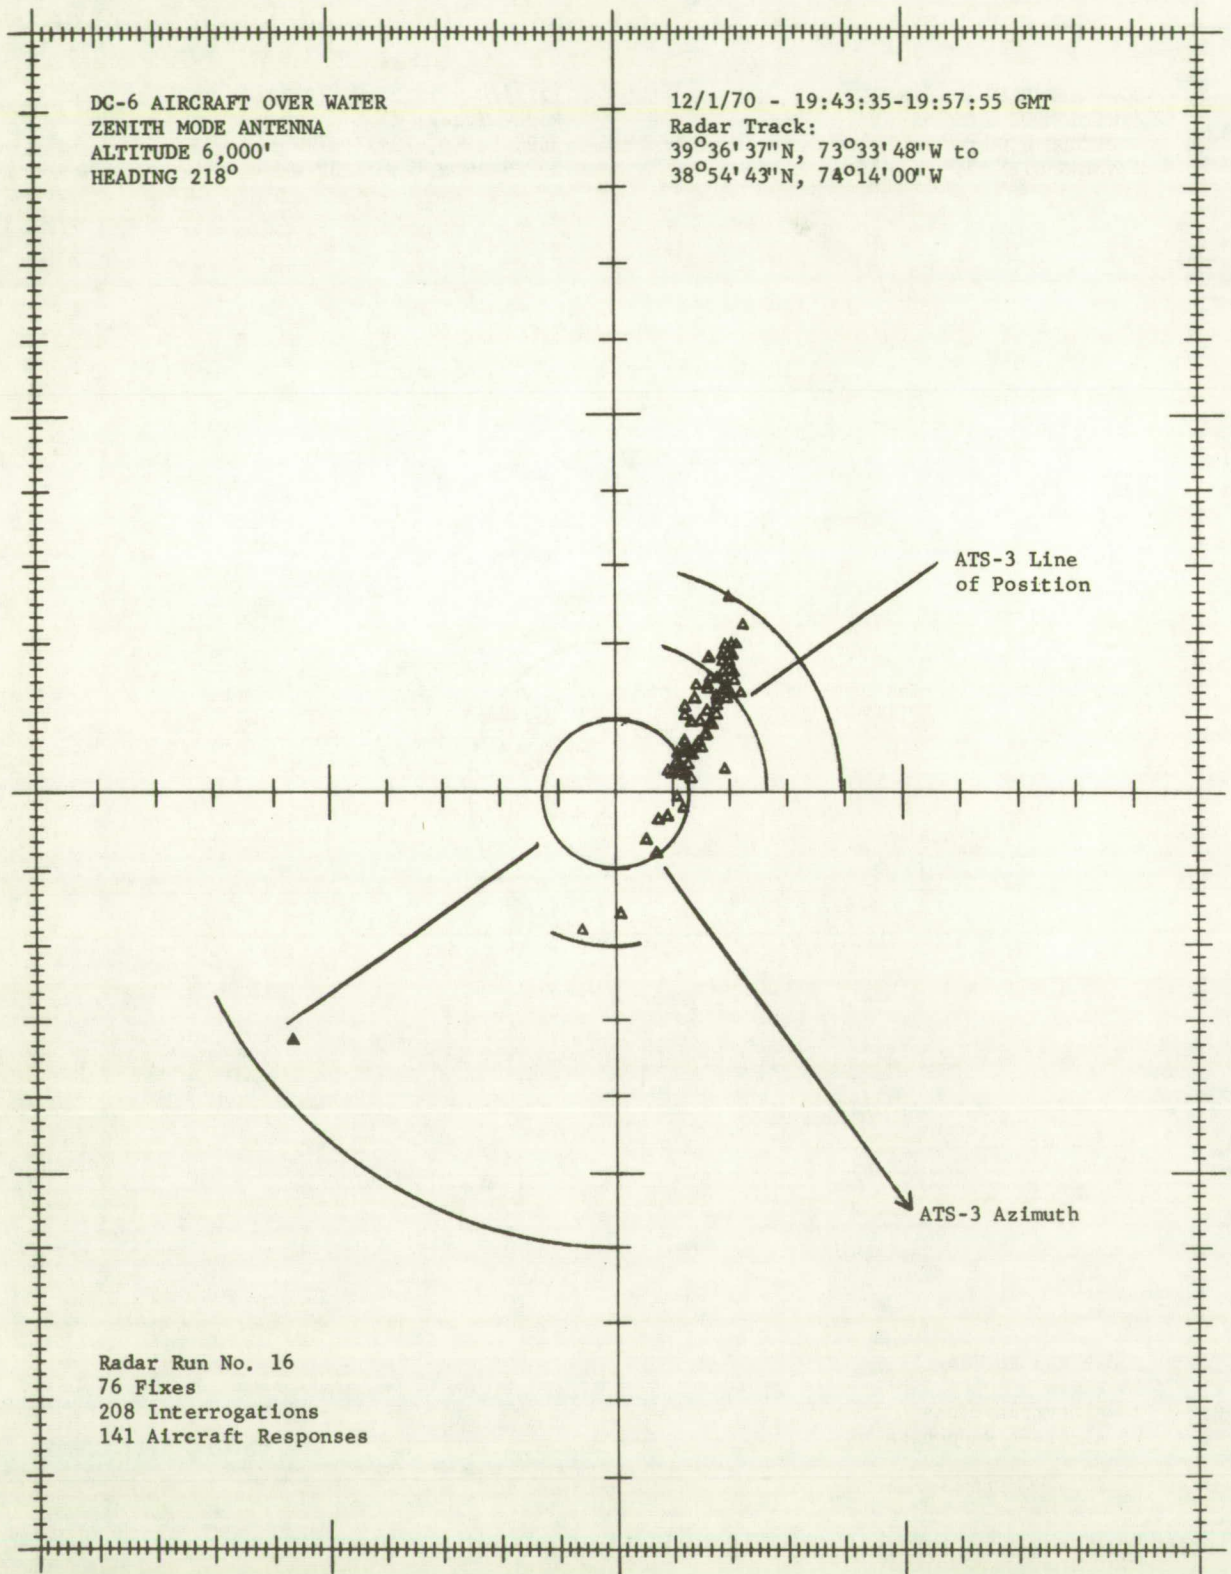 DC-6 AIRCRAFT OVER WATER
ZENITH MODE ANTENNA
ALTITUDE 6,000'
HEADING 218°
12/1/70 - 19:43:35-19:57:55 GMT
Radar Track:
39°36'37"N, 73°33'48"W to
38°54'43"N, 74°14'00"W
ATS-3 Line
of Position
ATS-3 Azimuth
Radar Run No. 16
76 Fixes
208 Interrogations
141 Aircraft Responses